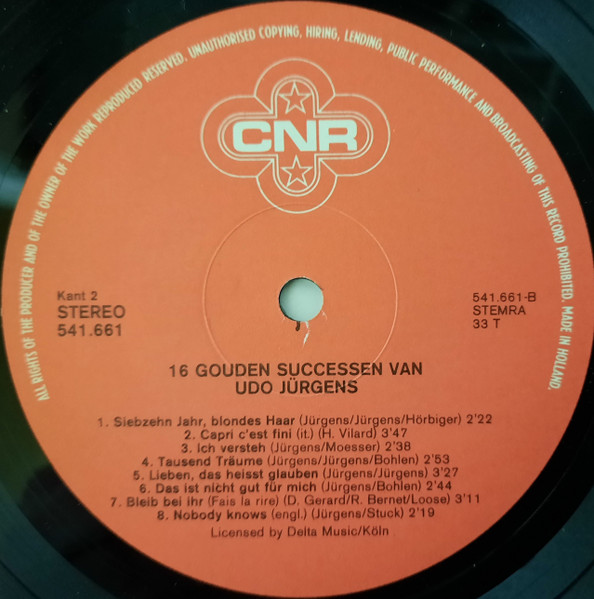 ALL RIGHTS OF THE PRODUCER AND OF THE OWNER OF THE WORK REPRODUCED RESERVED. UNAUTHORISED COPYING, HIRING, LENDING, PUBLIC PERFORMANCE AND BROADCASTING OF THIS RECORD PROHIBITED. MADE IN HOLLAND.
CNR
Kant 2
STEREO
541.661
541.661-B
STEMRA
33 T
16 GOUDEN SUCCESSEN VAN
UDO JÜRGENS
1. Siebzehn Jahr, blondes Haar (Jürgens/Jürgens/Hörbiger) 2'22
2. Capri c'est fini (it.) (H. Vilard) 3'47
3. Ich versteh (Jürgens/Moesser) 2'38
4. Tausend Träume (Jürgens/Jürgens/Bohlen) 2'53
5. Lieben, das heisst glauben (Jürgens/Jürgens) 3'27
6. Das ist nicht gut für mich (Jürgens/Bohlen) 2'44
7. Bleib bei ihr (Fais la rire) (D. Gerard/R. Bernet/Loose) 3'11
8. Nobody knows (engl.) (Jürgens/Stuck) 2'19
Licensed by Delta Music/Köln